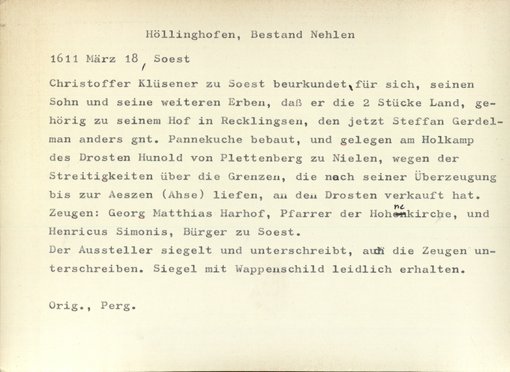 Höllinghofen, Bestand Nehlen
1611 März 18, Soest
Christoffer Klüsener zu Soest beurkundet, für sich, seinen
Sohn und seine weiteren Erben, daß er die 2 Stücke Land, ge-
hörig zu seinem Hof in Recklingsen, den jetzt Steffan Gerdel-
man anders gnt. Pannekuche bebaut, und gelegen am Holkamp
des Drosten Hunold von Plettenberg zu Nielen, wegen der
Streitigkeiten über die Grenzen, die nach seiner Überzeugung
bis zur Aeszen (Ahse) liefen, an den Drosten verkauft hat.
Zeugen: Georg Matthias Harhof, Pfarrer der Hohnekirche, und
Henricus Simonis, Bürger zu Soest.
Der Aussteller siegelt und unterschreibt, auch die Zeugen un-
terschreiben. Siegel mit Wappenschild leidlich erhalten.
Orig., Perg.